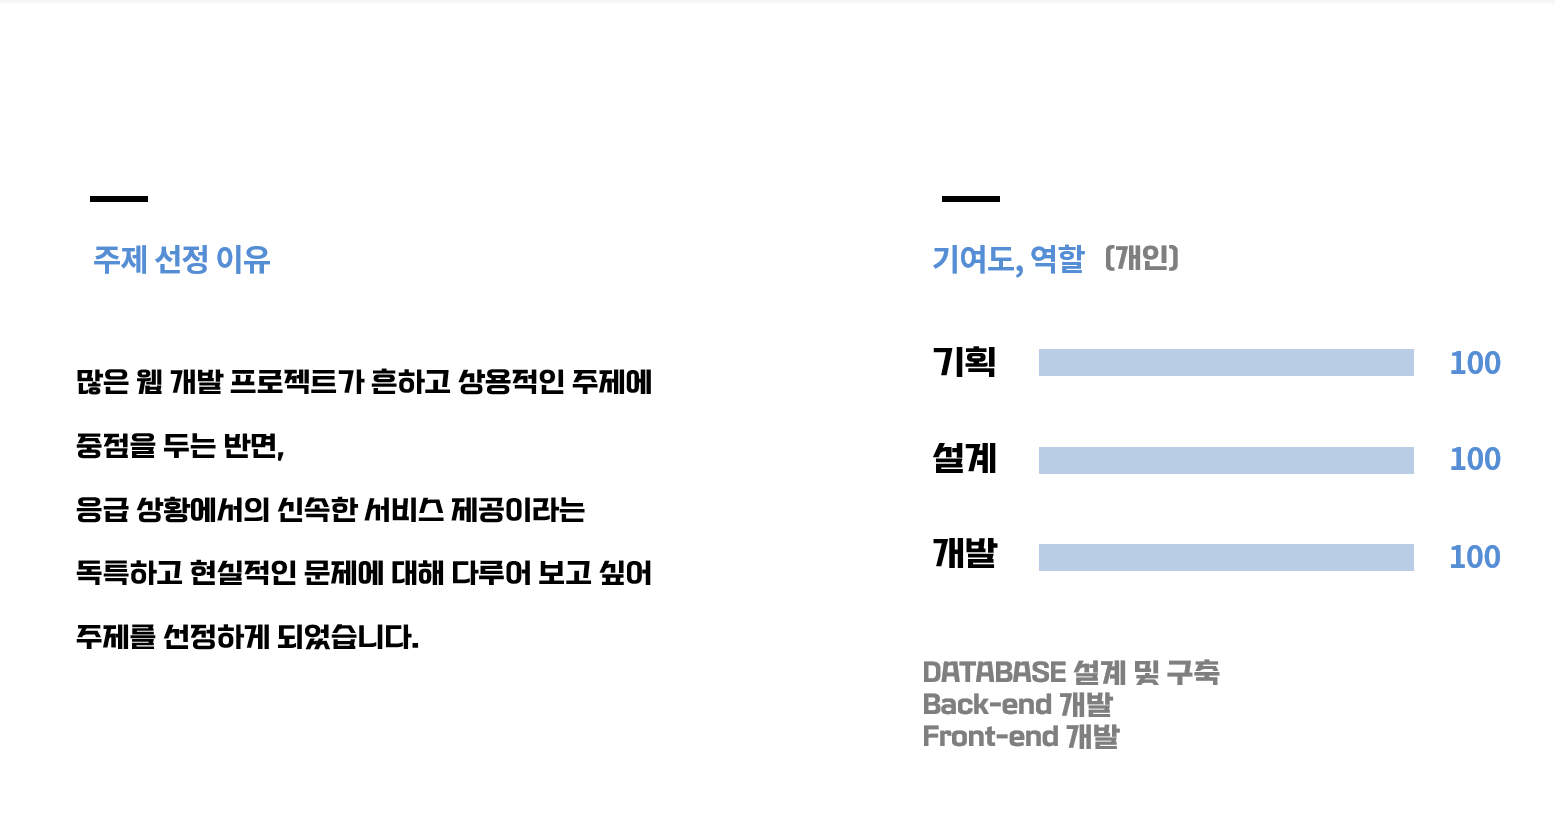 주제 선정 이유
많은 웹 개발 프로젝트가 흔하고 상용적인 주제에
중점을 두는 반면,
응급 상황에서의 신속한 서비스 제공이라는
독특하고 현실적인 문제에 대해 다루어 보고 싶어
주제를 선정하게 되었습니다.
기여도, 역할 (개인)
기획 100
설계 100
개발 100
DATABASE 설계 및 구축
Back-end 개발
Front-end 개발